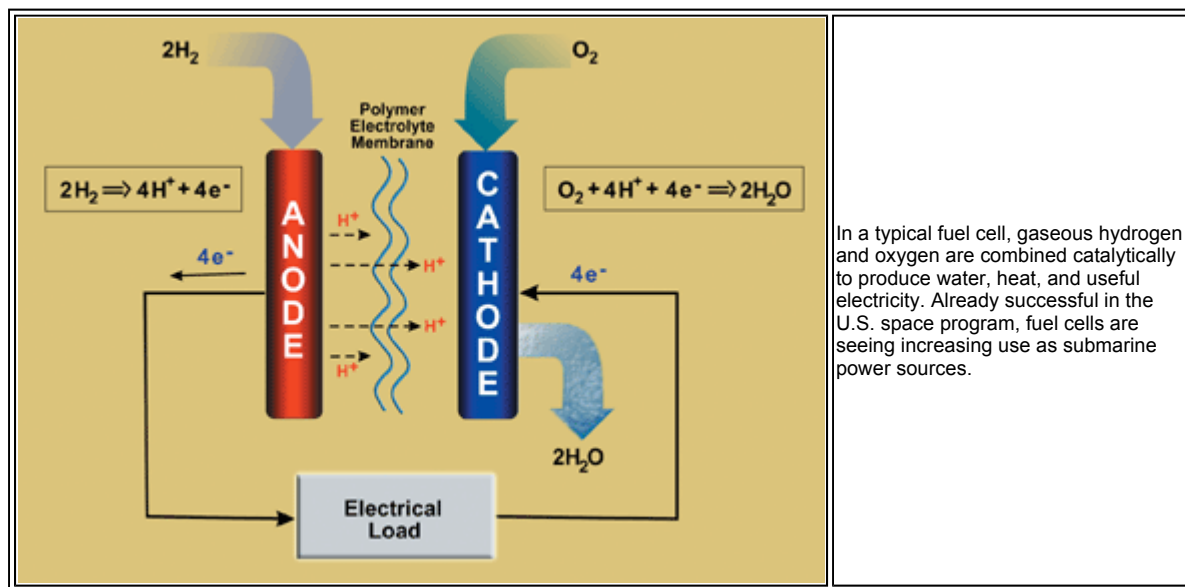 2H₂
O₂
Polymer
Electrolyte
Membrane
2H₂ ⇒ 4H⁺ + 4e⁻
O₂ + 4H⁺ + 4e⁻ ⇒ 2H₂O
ANODE
CATHODE
H⁺
H⁺
H⁺
H⁺
4e⁻
4e⁻
2H₂O
Electrical
Load
In a typical fuel cell, gaseous hydrogen
and oxygen are combined catalytically
to produce water, heat, and useful
electricity. Already successful in the
U.S. space program, fuel cells are
seeing increasing use as submarine
power sources.